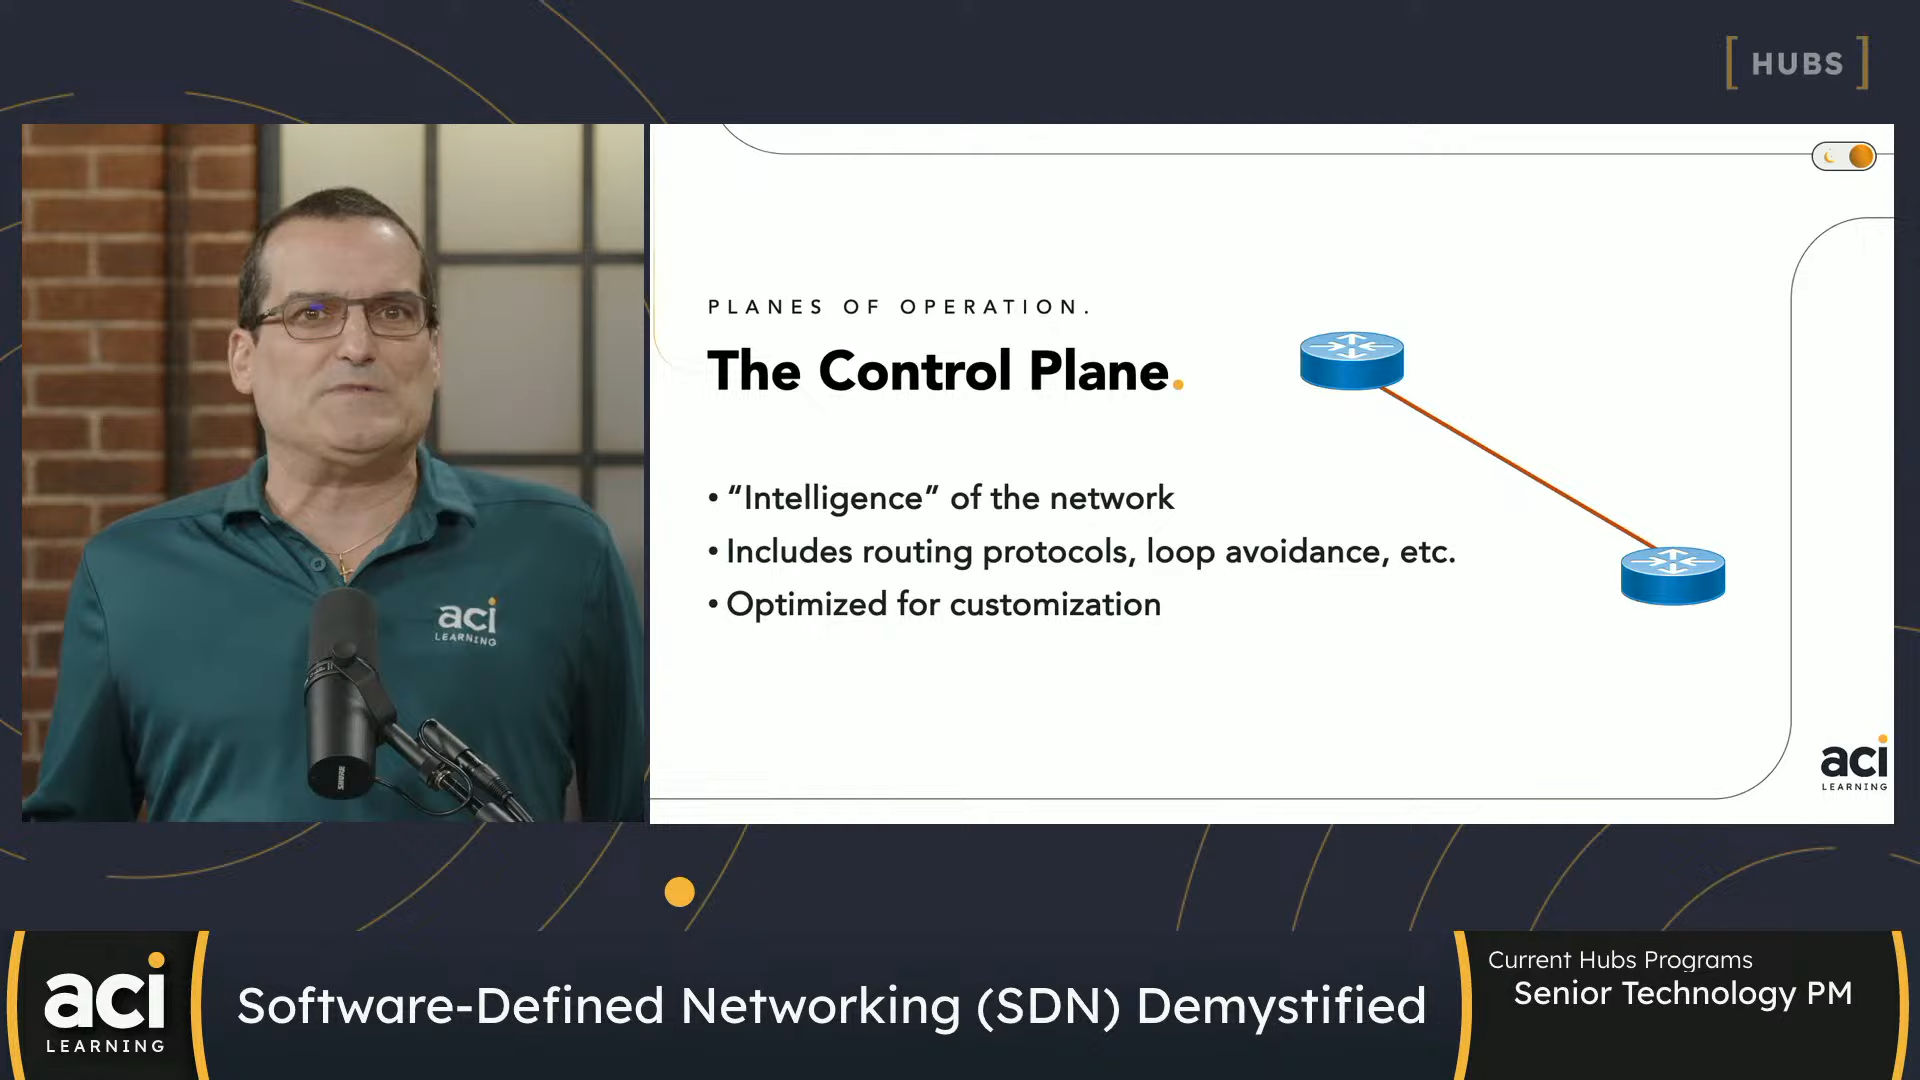 [ HUBS ]
PLANES OF OPERATION.
The Control Plane.
• “Intelligence” of the network
• Includes routing protocols, loop avoidance, etc.
• Optimized for customization
aci
LEARNING
SHURE
aci
LEARNING
aci
LEARNING
Software-Defined Networking (SDN) Demystified
Current Hubs Programs
Senior Technology PM